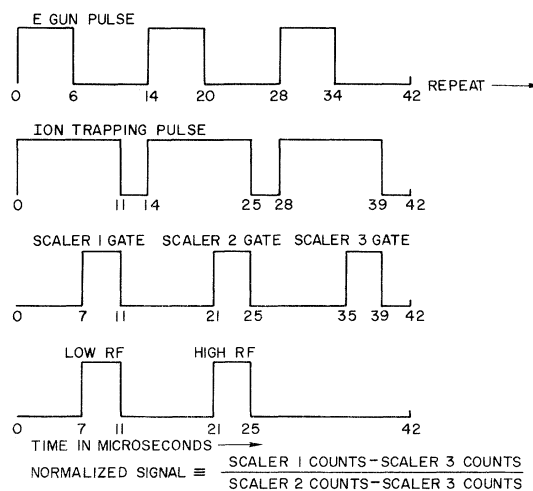 E GUN PULSE
0 6 14 20 28 34 42 REPEAT
ION TRAPPING PULSE
0 11 14 25 28 39 42
SCALER 1 GATE SCALER 2 GATE SCALER 3 GATE
0 7 11 21 25 35 39 42
LOW RF HIGH RF
0 7 11 21 25 42
TIME IN MICROSECONDS
NORMALIZED SIGNAL ≡ SCALER 1 COUNTS-SCALER 3 COUNTS
SCALER 2 COUNTS-SCALER 3 COUNTS